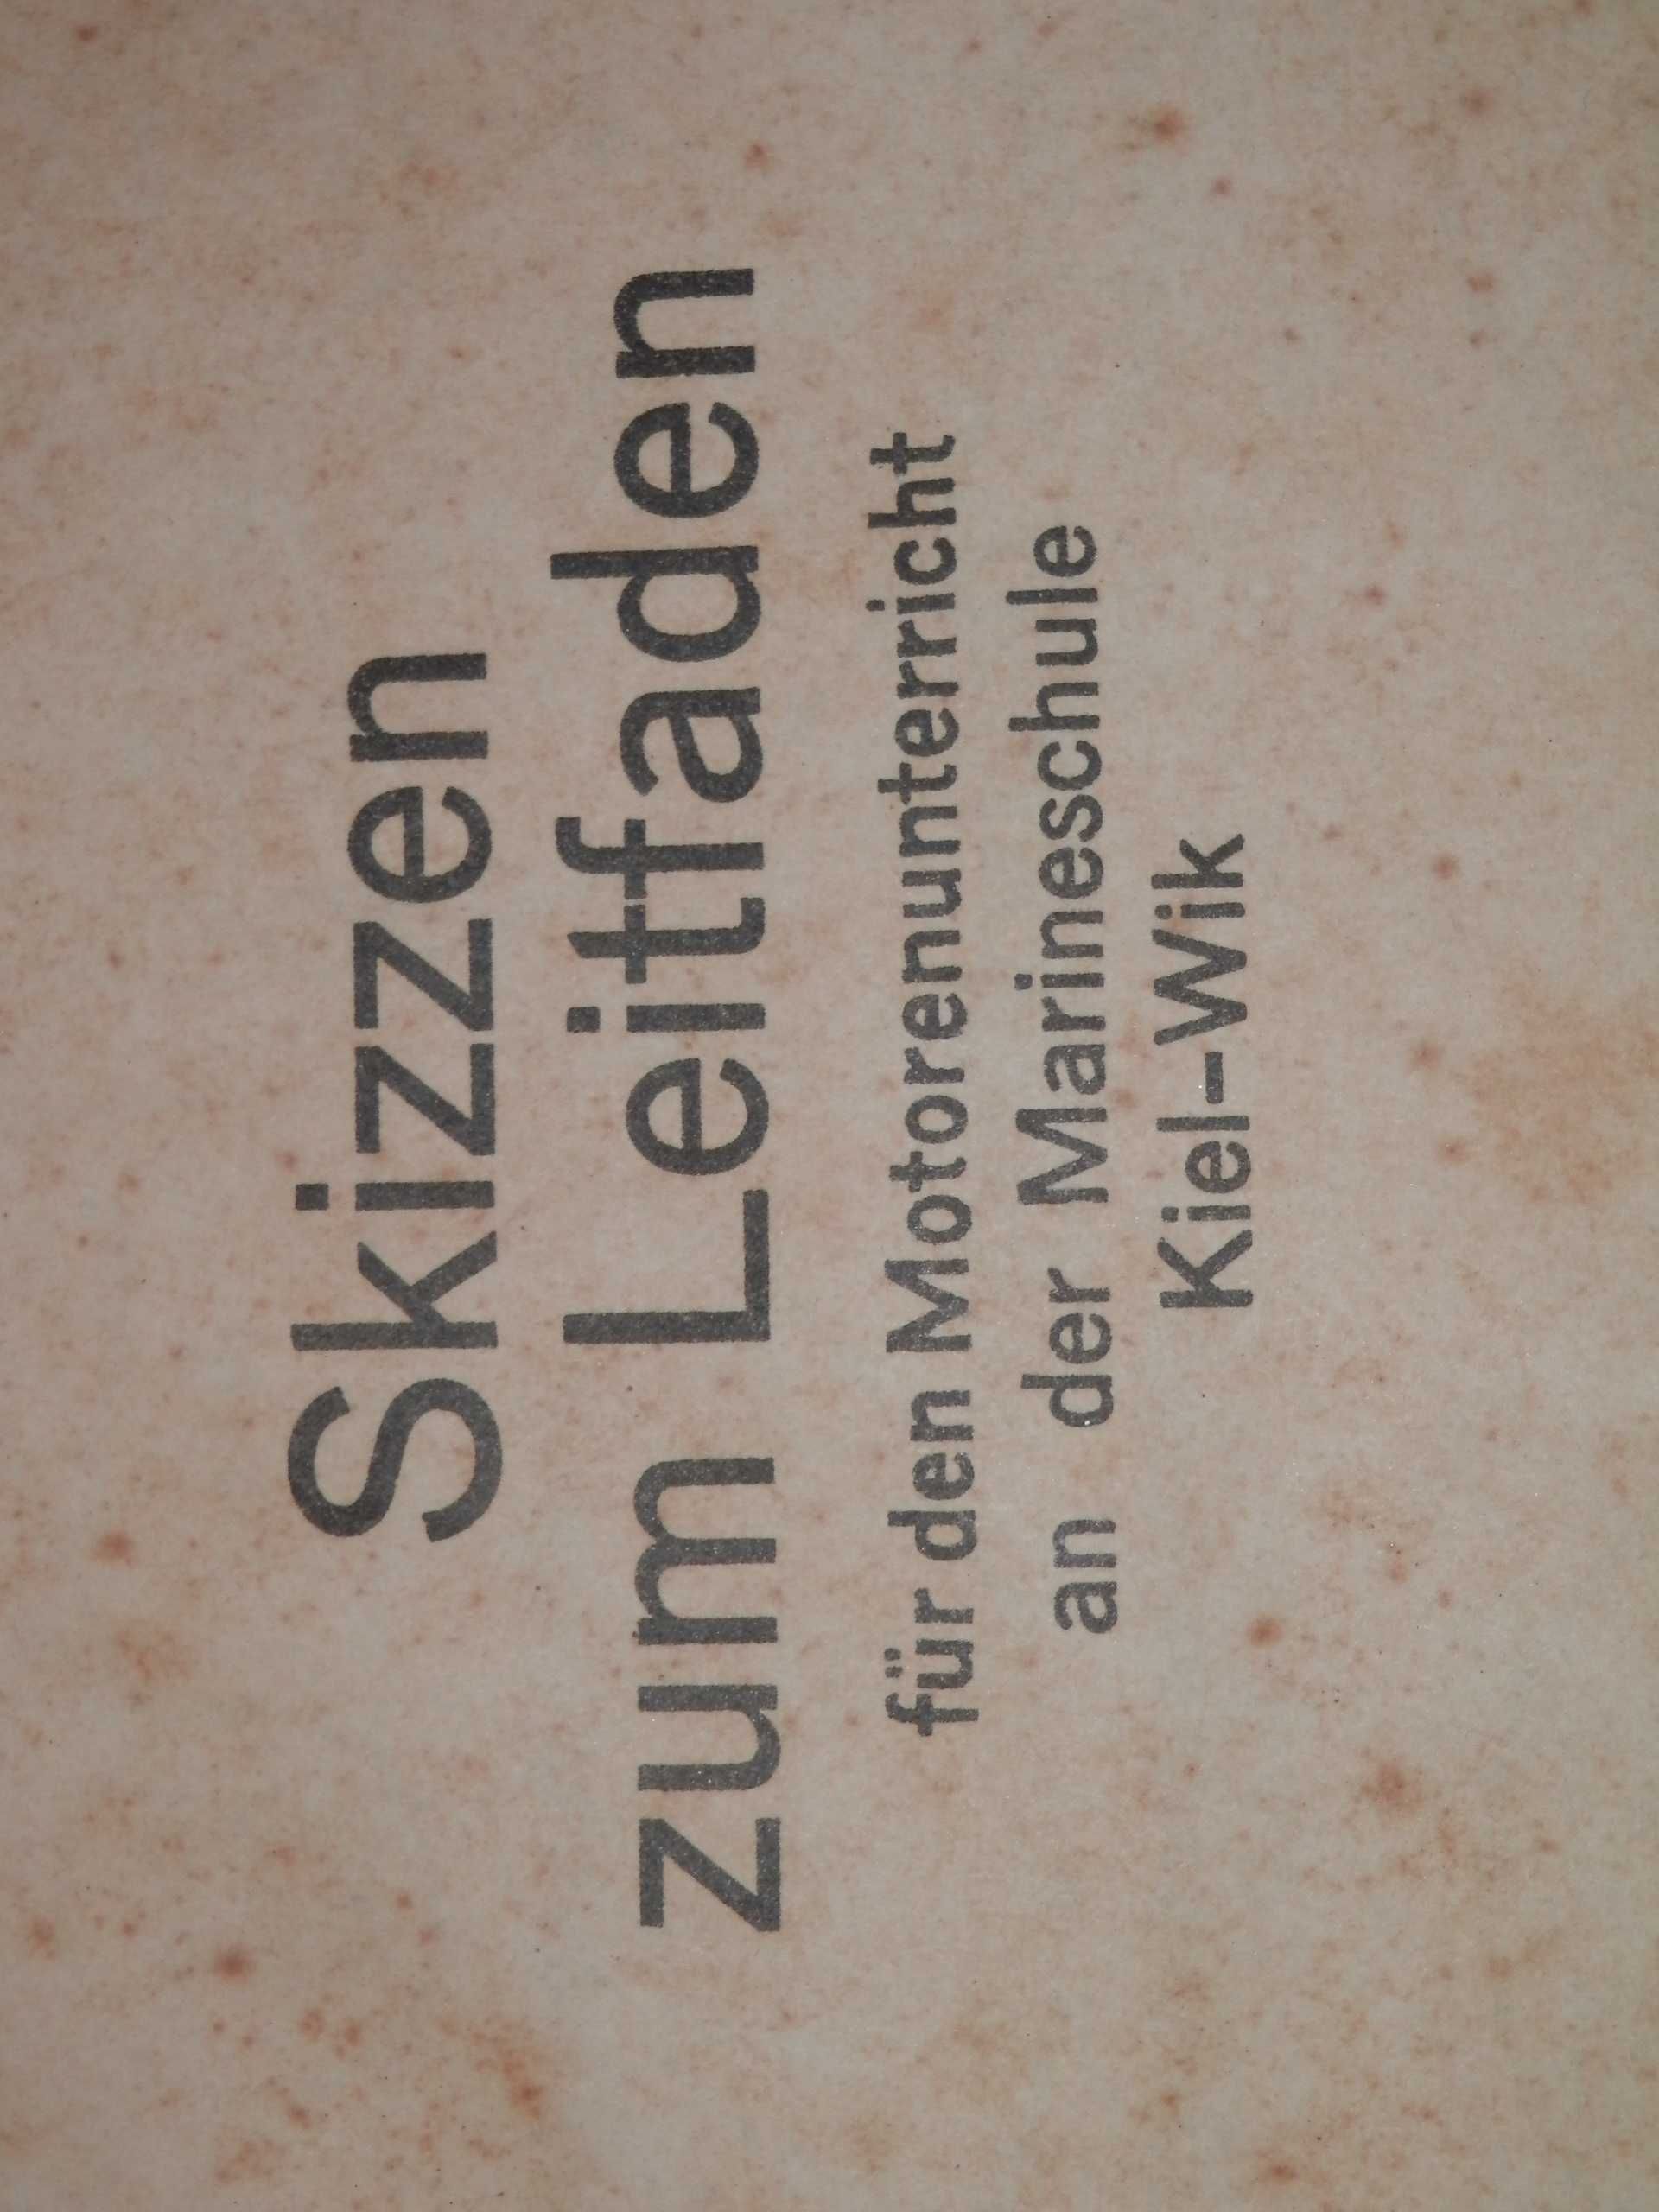 Skizzen
zum Leitfaden
für den Motorenunterricht
an der Marineschule
Kiel-Wik